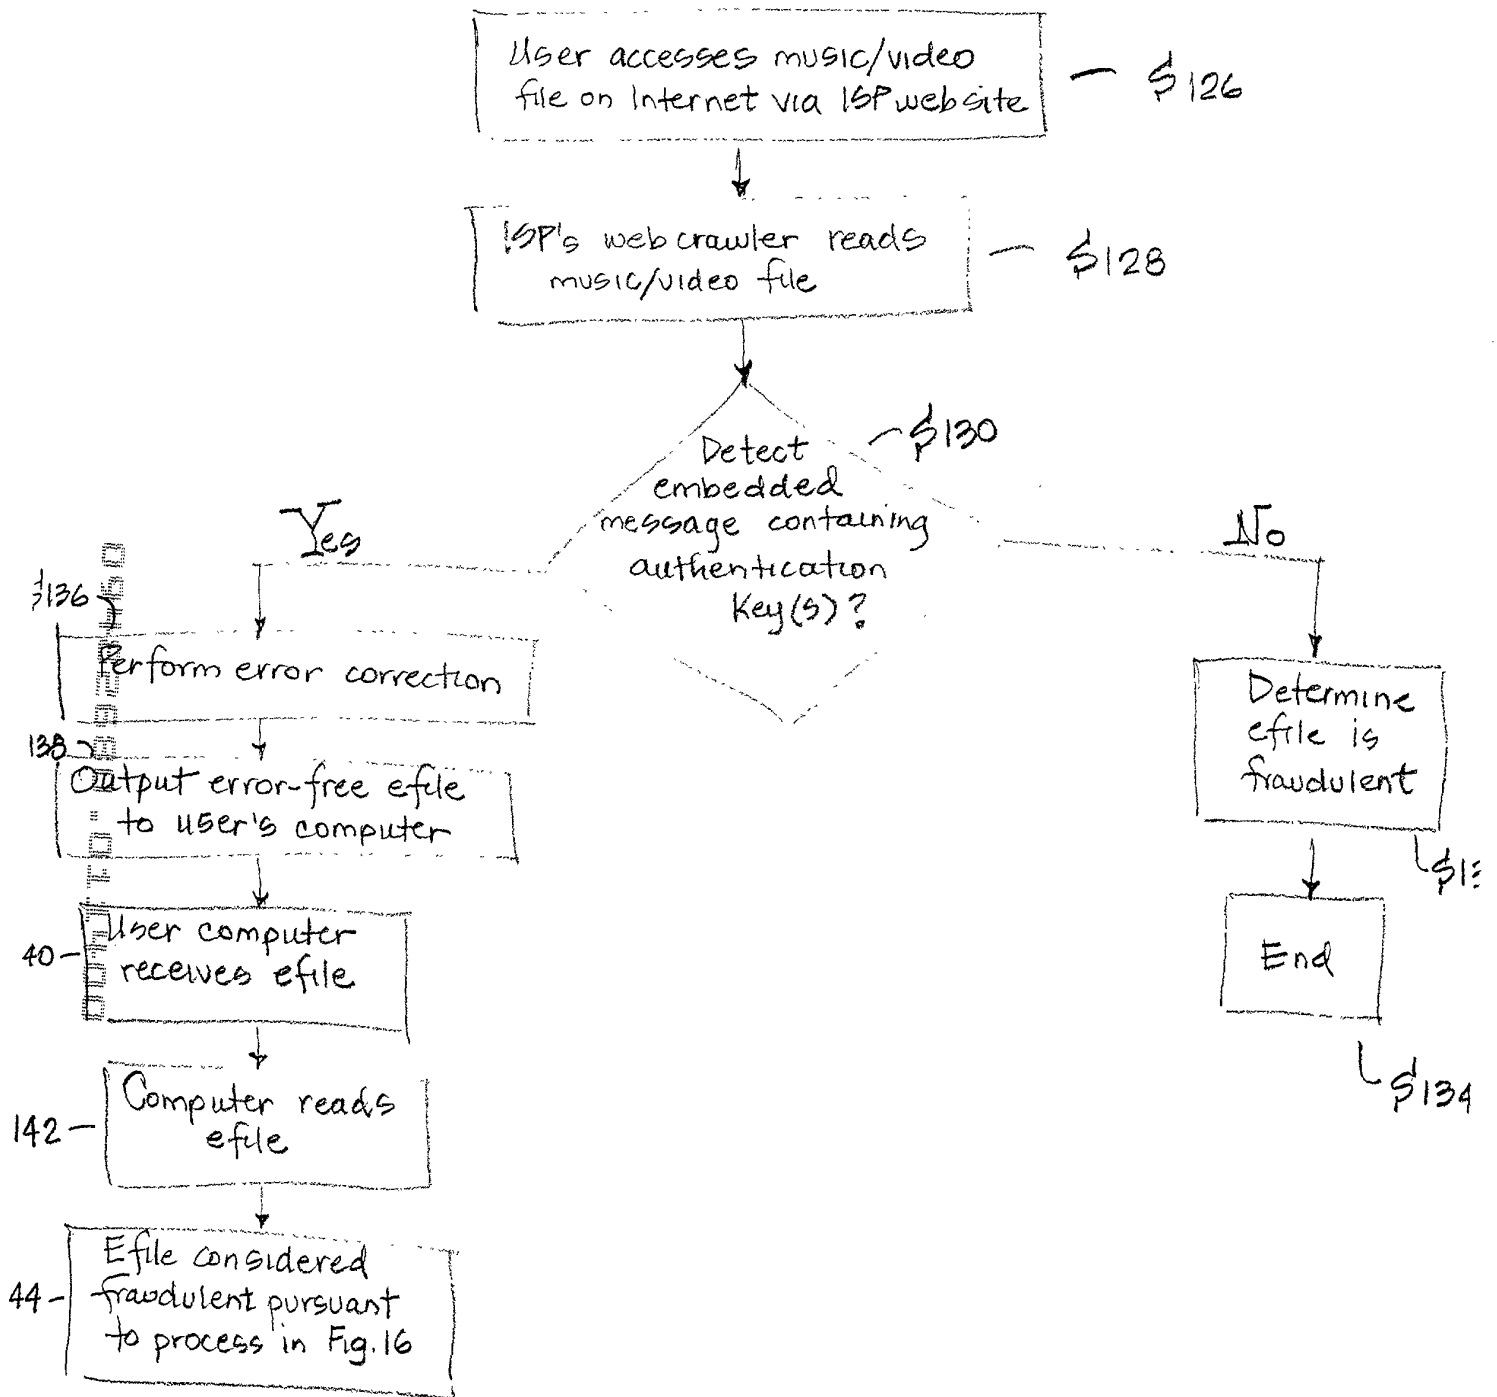 User accesses music/video
file on Internet via ISP website
S126
ISP's webcrawler reads
music/video file
S128
Detect
embedded
message containing
authentication
Key(s)?
S130
Yes
No
S136
Perform error correction
138
Output error-free efile
to user's computer
40
User computer
receives efile
142
Computer reads
efile
44
Efile considered
fraudulent pursuant
to process in Fig. 16
Determine
efile is
fraudulent
End
S134